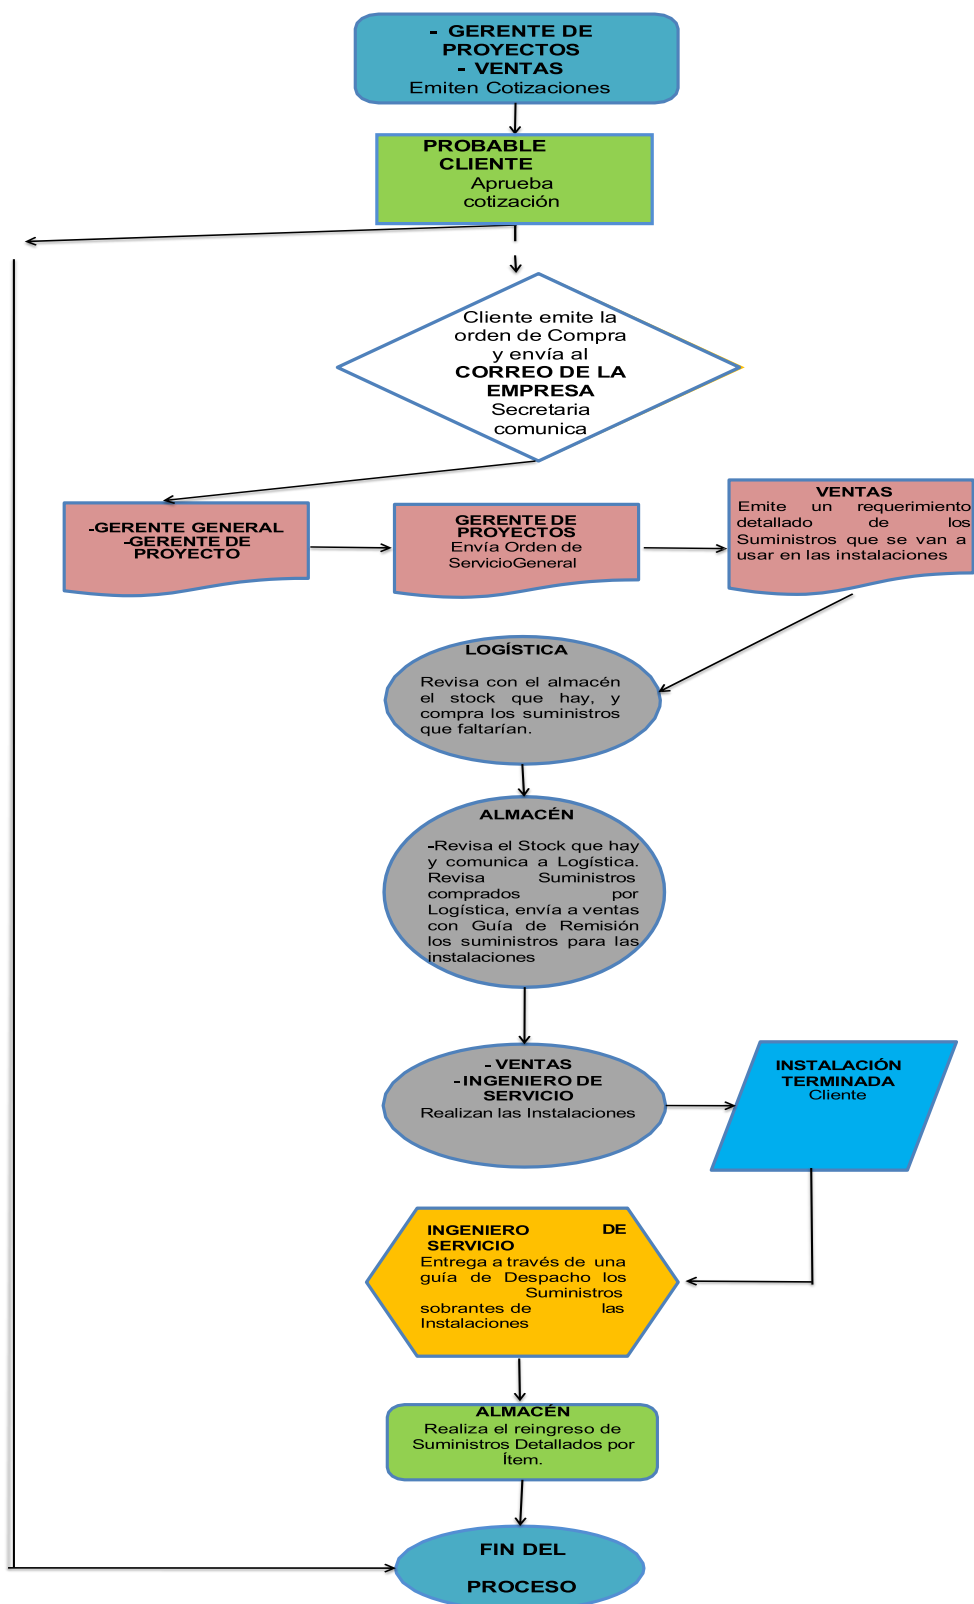 - GERENTE DE
PROYECTOS
- VENTAS
Emiten Cotizaciones
PROBABLE
CLIENTE
Aprueba
cotización
Cliente emite la
orden de Compra
y envía al
CORREO DE LA
EMPRESA
Secretaria
comunica
-GERENTE GENERAL
-GERENTE DE
PROYECTO
GERENTE DE
PROYECTOS
Envía Orden de
ServicioGeneral
VENTAS
Emite un requerimiento
detallado de los
Suministros que se van a
usar en las instalaciones
LOGÍSTICA
Revisa con el almacén
el stock que hay, y
compra los suministros
que faltarían.
ALMACÉN
-Revisa el Stock que hay
y comunica a Logística.
Revisa Suministros
comprados por
Logística, envía a ventas
con Guía de Remisión
los suministros para las
instalaciones
- VENTAS
- INGENIERO DE
SERVICIO
Realizan las Instalaciones
INSTALACIÓN
TERMINADA
Cliente
INGENIERO DE
SERVICIO
Entrega a través de una
guía de Despacho los
Suministros
sobrantes de las
Instalaciones
ALMACÉN
Realiza el reingreso de
Suministros Detallados por
Ítem.
FIN DEL
PROCESO